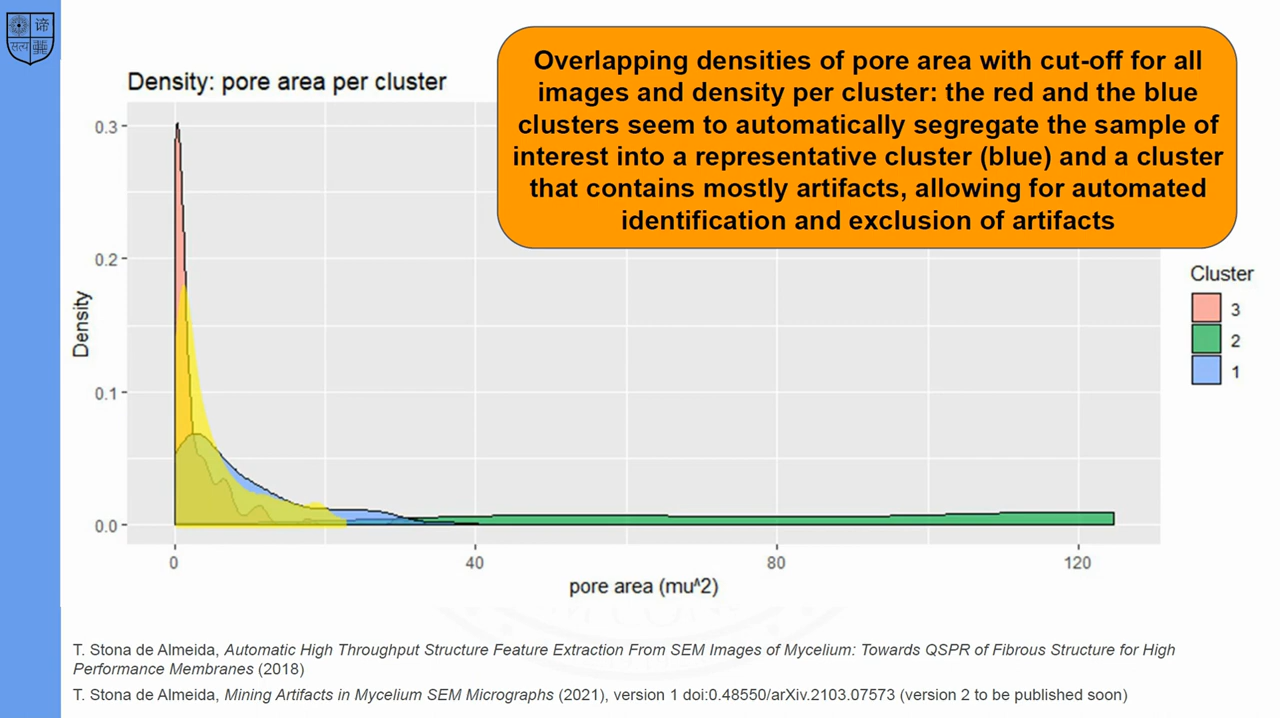 諦
सत्य
Density: pore area per cluster
Overlapping densities of pore area with cut-off for all
images and density per cluster: the red and the blue
clusters seem to automatically segregate the sample of
interest into a representative cluster (blue) and a cluster
that contains mostly artifacts, allowing for automated
identification and exclusion of artifacts
0.3
0.2
0.1
0.0
Density
0
40
80
120
pore area (mu^2)
Cluster
3
2
1
T. Stona de Almeida, Automatic High Throughput Structure Feature Extraction From SEM Images of Mycelium: Towards QSPR of Fibrous Structure for High
Performance Membranes (2018)
T. Stona de Almeida, Mining Artifacts in Mycelium SEM Micrographs (2021), version 1 doi:0.48550/arXiv.2103.07573 (version 2 to be published soon)